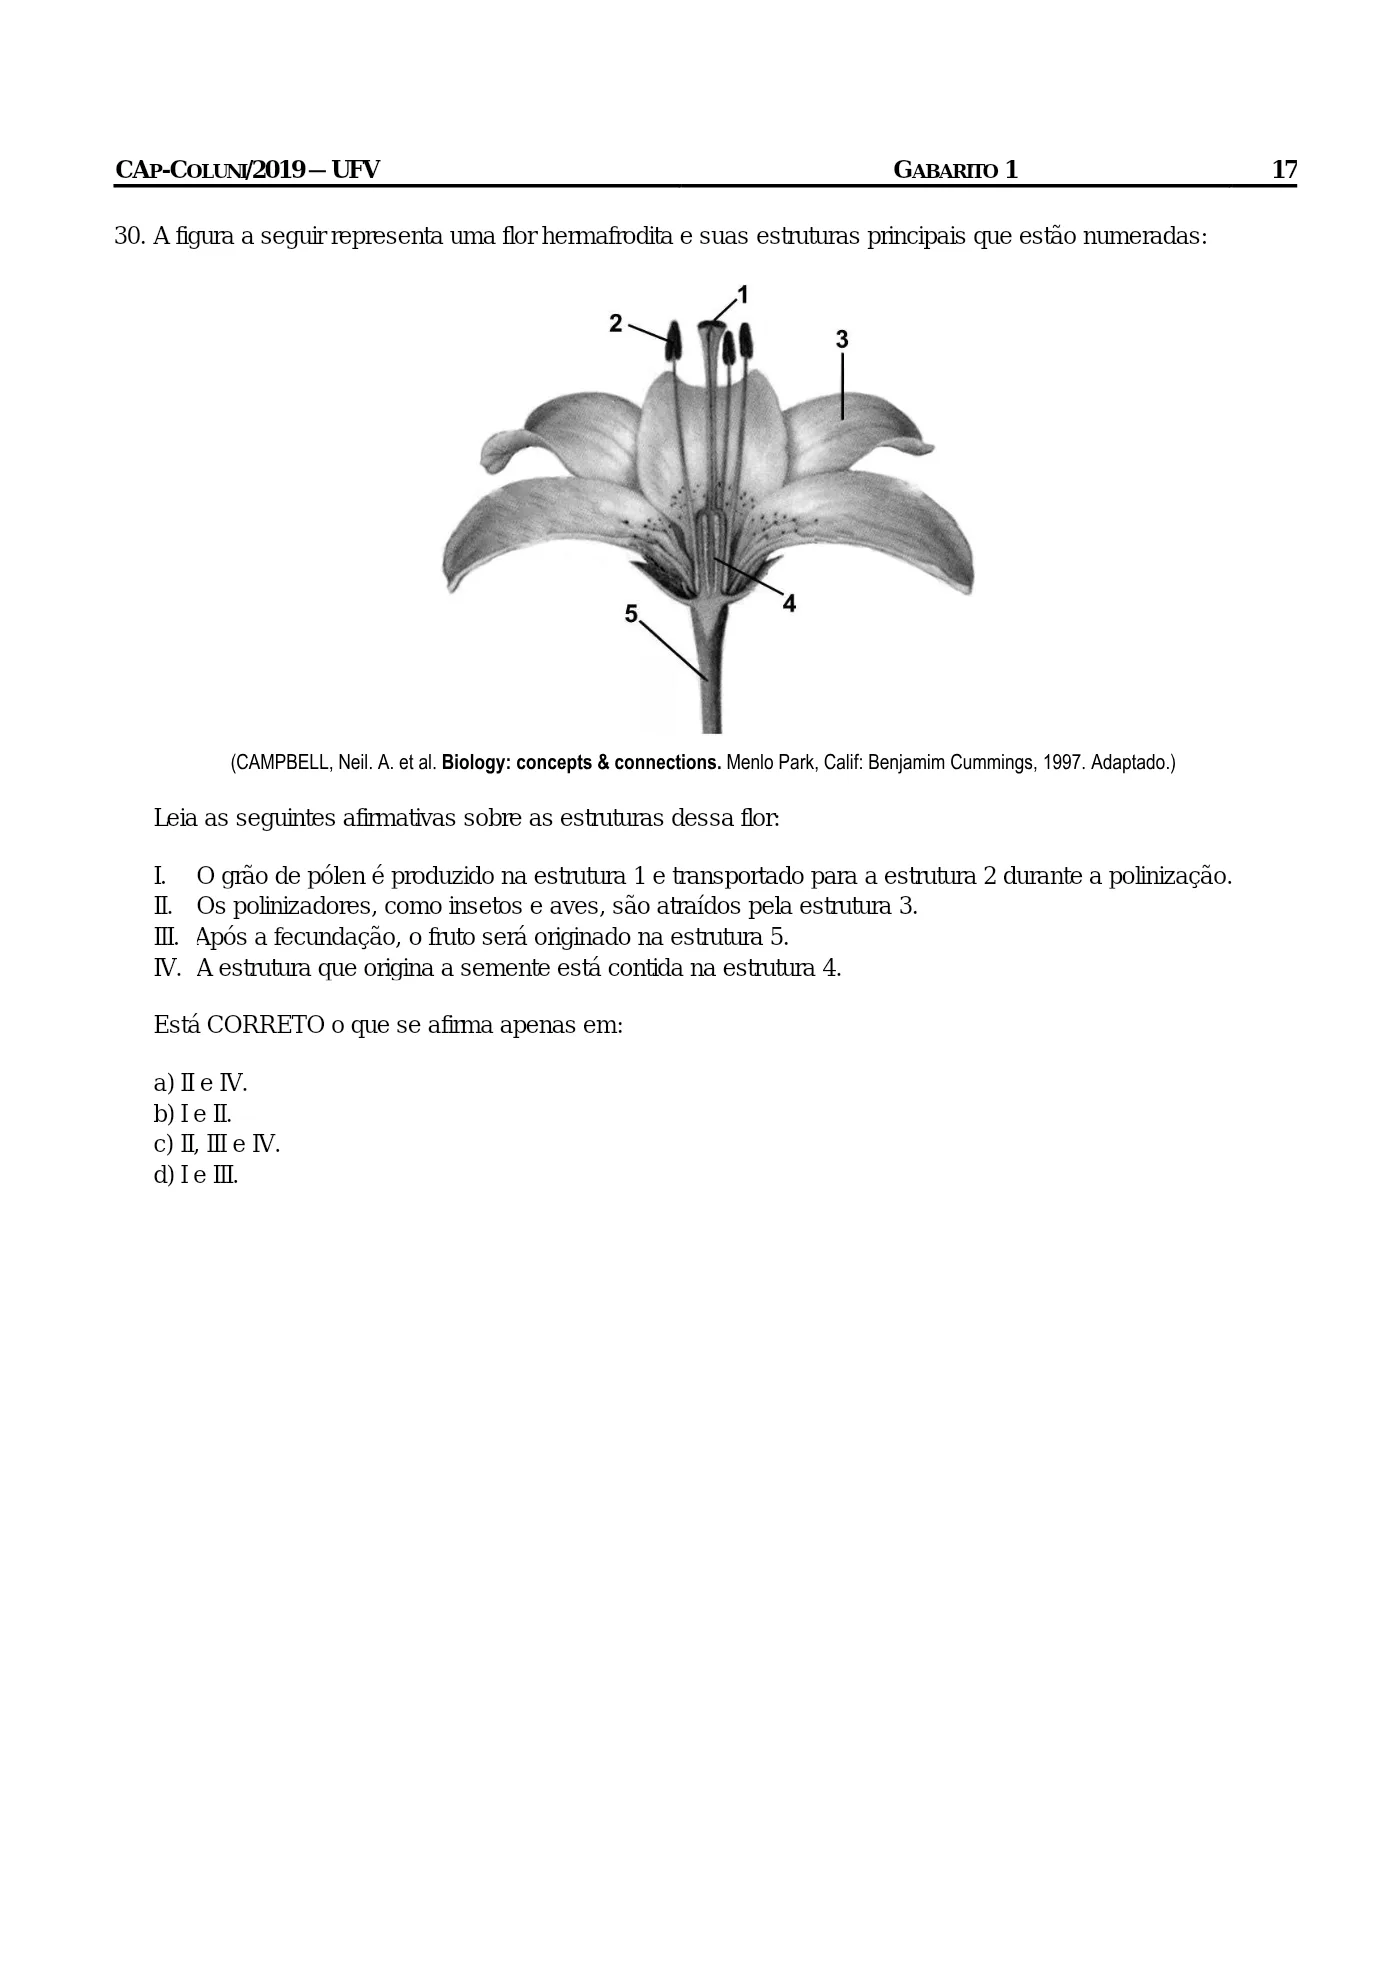 CAP-COLUNI/2019 – UFV GABARITO 1 17
30. A figura a seguir representa uma flor hermafrodita e suas estruturas principais que estão numeradas:
1
2
3
4
5
(CAMPBELL, Neil. A. et al. Biology: concepts & connections. Menlo Park, Calif: Benjamim Cummings, 1997. Adaptado.)
Leia as seguintes afirmativas sobre as estruturas dessa flor:
I. O grão de pólen é produzido na estrutura 1 e transportado para a estrutura 2 durante a polinização.
II. Os polinizadores, como insetos e aves, são atraídos pela estrutura 3.
III. Após a fecundação, o fruto será originado na estrutura 5.
IV. A estrutura que origina a semente está contida na estrutura 4.
Está CORRETO o que se afirma apenas em:
a) II e IV.
b) I e II.
c) II, III e IV.
d) I e III.